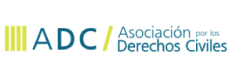 ADC / Asociación por los
Derechos Civiles